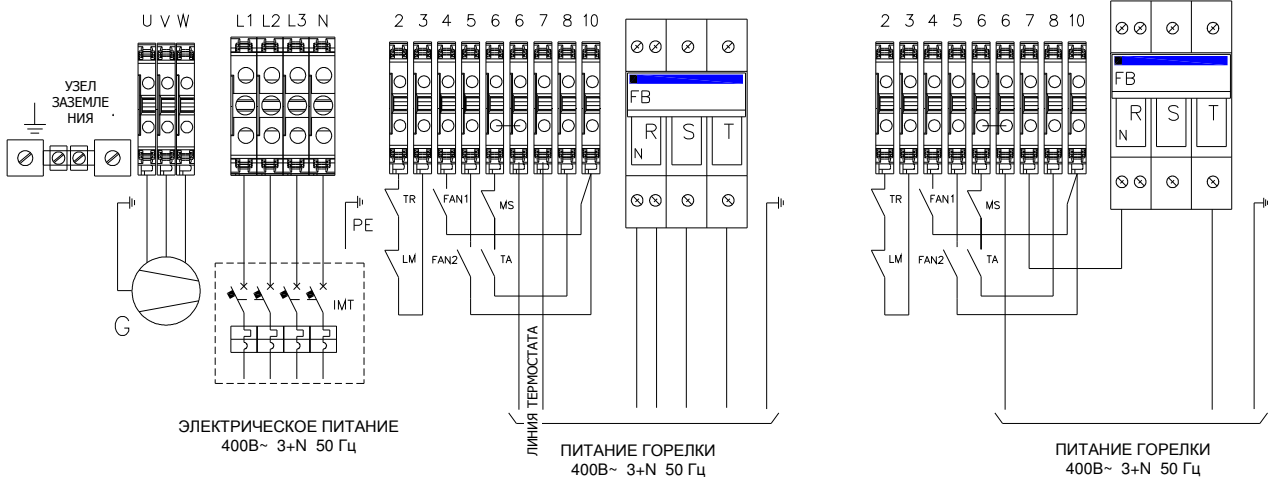 U V W
L1 L2 L3 N
2 3 4 5 6 6 7 8 10
2 3 4 5 6 6 7 8 10
УЗЕЛ
ЗАЗЕМЛЕ
НИЯ
FB
R S T
N
FB
R S T
N
TR
FAN1
MS
PE
LM
FAN2
TA
TR
FAN1
MS
LM
FAN2
TA
G
IMT
ЛИНИЯ ТЕРМОСТАТА
ЭЛЕКТРИЧЕСКОЕ ПИТАНИЕ
400В~ 3+N 50 Гц
ПИТАНИЕ ГОРЕЛКИ
400В~ 3+N 50 Гц
ПИТАНИЕ ГОРЕЛКИ
400В~ 3+N 50 Гц